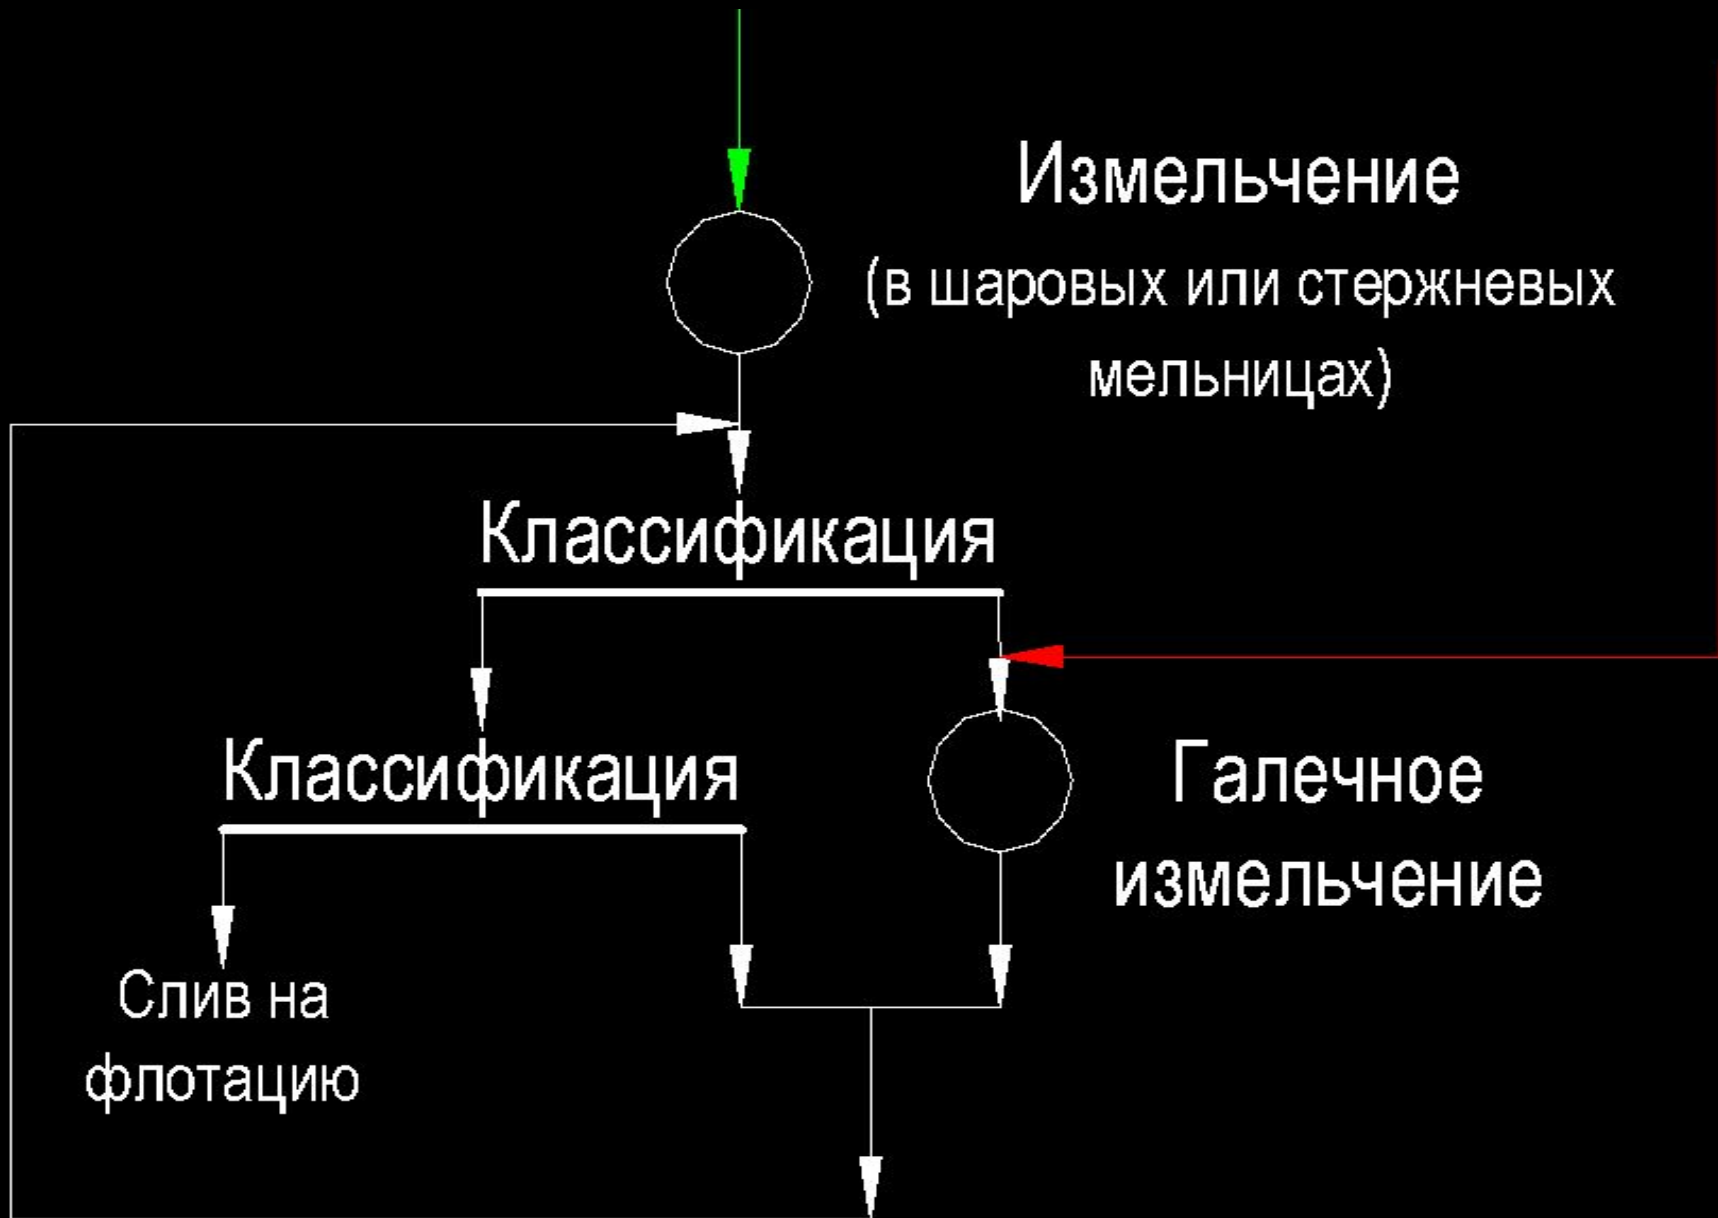 Измельчение
(в шаровых или стержневых
мельницах)
Классификация
Классификация
Галечное
измельчение
Слив на
флотацию